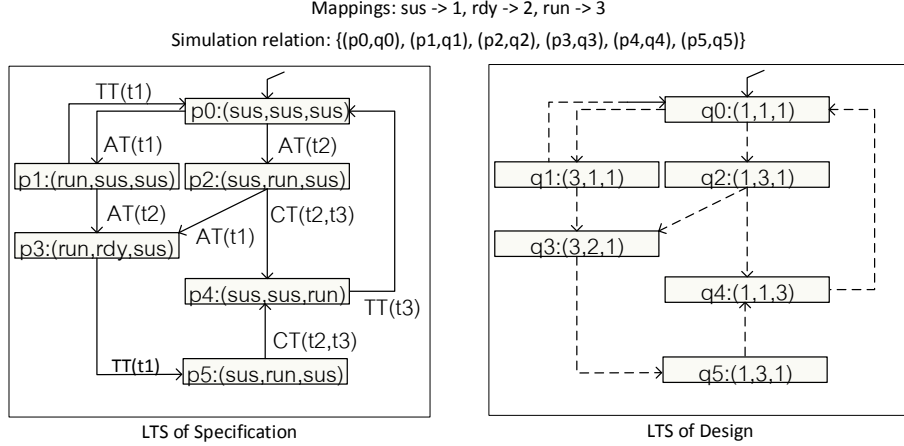 Mappings: sus -> 1, rdy -> 2, run -> 3
Simulation relation: {(p0,q0), (p1,q1), (p2,q2), (p3,q3), (p4,q4), (p5,q5)}
TT(t1)
p0:(sus,sus,sus)
AT(t1)
AT(t2)
p1:(run,sus,sus)
p2:(sus,run,sus)
AT(t2)
CT(t2,t3)
AT(t1)
p3:(run,rdy,sus)
p4:(sus,sus,run)
TT(t3)
CT(t2,t3)
TT(t1)
p5:(sus,run,sus)
LTS of Specification
q0:(1,1,1)
q1:(3,1,1)
q2:(1,3,1)
q3:(3,2,1)
q4:(1,1,3)
q5:(1,3,1)
LTS of Design